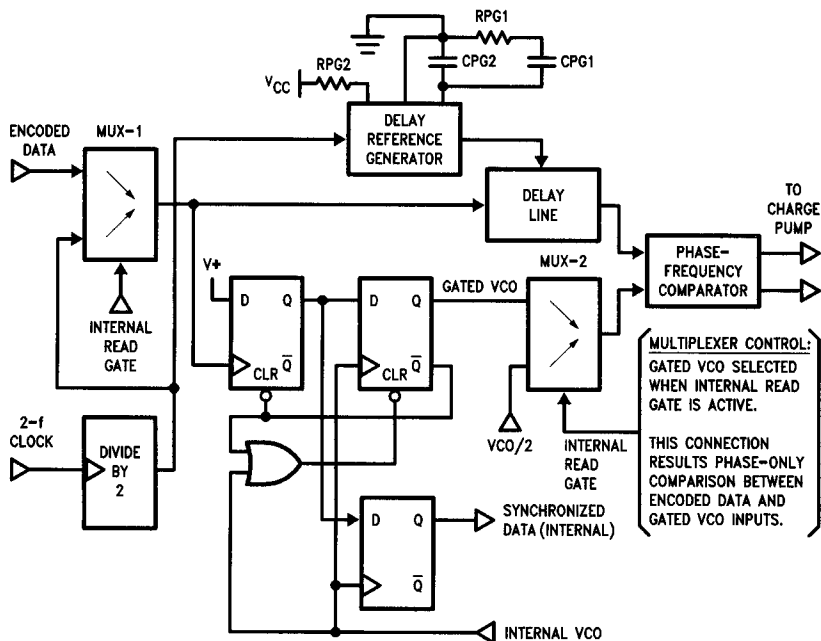 RPG1
CPG2
CPG1
RPG2
VCC
DELAY
REFERENCE
GENERATOR
ENCODED
DATA
MUX-1
DELAY
LINE
TO
CHARGE
PUMP
PHASE-
FREQUENCY
COMPARATOR
MUX-2
V+
GATED VCO
D Q
CLR Q̅
D Q
CLR Q̅
INTERNAL
READ
GATE
2-f
CLOCK
DIVIDE
BY
2
VCO/2
INTERNAL
READ
GATE
MULTIPLEXER CONTROL:
GATED VCO SELECTED
WHEN INTERNAL READ
GATE IS ACTIVE.
THIS CONNECTION
RESULTS PHASE-ONLY
COMPARISON BETWEEN
ENCODED DATA AND
GATED VCO INPUTS.
D Q
Q̅
SYNCHRONIZED
DATA (INTERNAL)
INTERNAL VCO